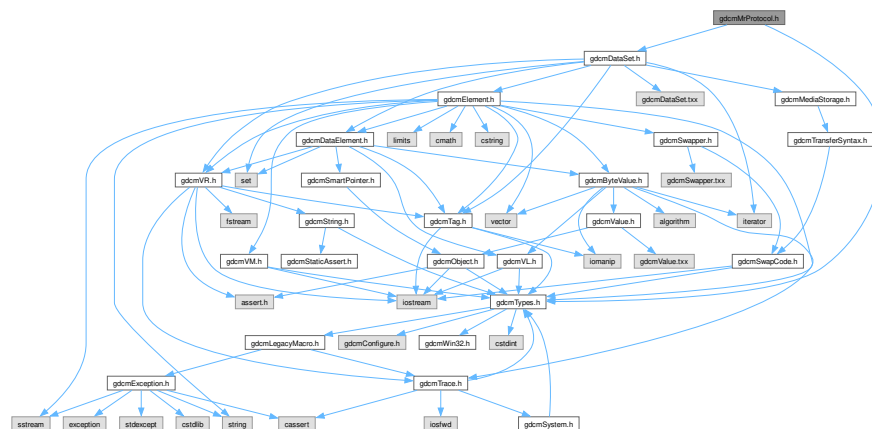 gdcmMrProtocol.h
gdcmDataSet.h
gdcmElement.h
gdcmDataSet.txx
gdcmMediaStorage.h
gdcmDataElement.h
limits
cmath
cstring
gdcmSwapper.h
gdcmTransferSyntax.h
gdcmVR.h
set
gdcmSmartPointer.h
gdcmByteValue.h
gdcmSwapper.txx
fstream
gdcmString.h
gdcmTag.h
vector
gdcmValue.h
algorithm
iterator
gdcmVM.h
gdcmStaticAssert.h
gdcmObject.h
gdcmVL.h
iomanip
gdcmValue.txx
gdcmSwapCode.h
assert.h
iostream
gdcmTypes.h
gdcmLegacyMacro.h
gdcmConfigure.h
gdcmWin32.h
cstdint
gdcmException.h
gdcmTrace.h
sstream
exception
stdexcept
cstdlib
string
cassert
iosfwd
gdcmSystem.h